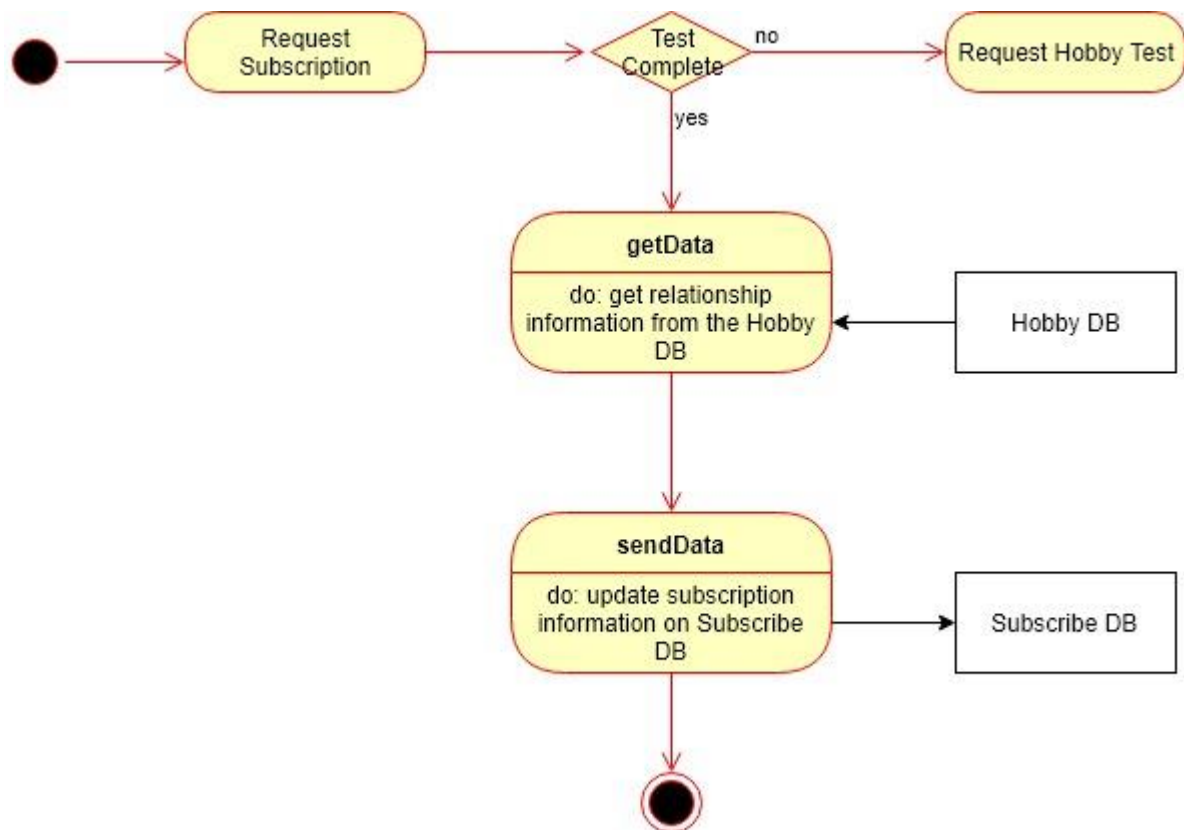 Request
Subscription
Test
Complete
no
Request Hobby Test
yes
getData
do: get relationship
information from the Hobby
DB
Hobby DB
sendData
do: update subscription
information on Subscribe
DB
Subscribe DB